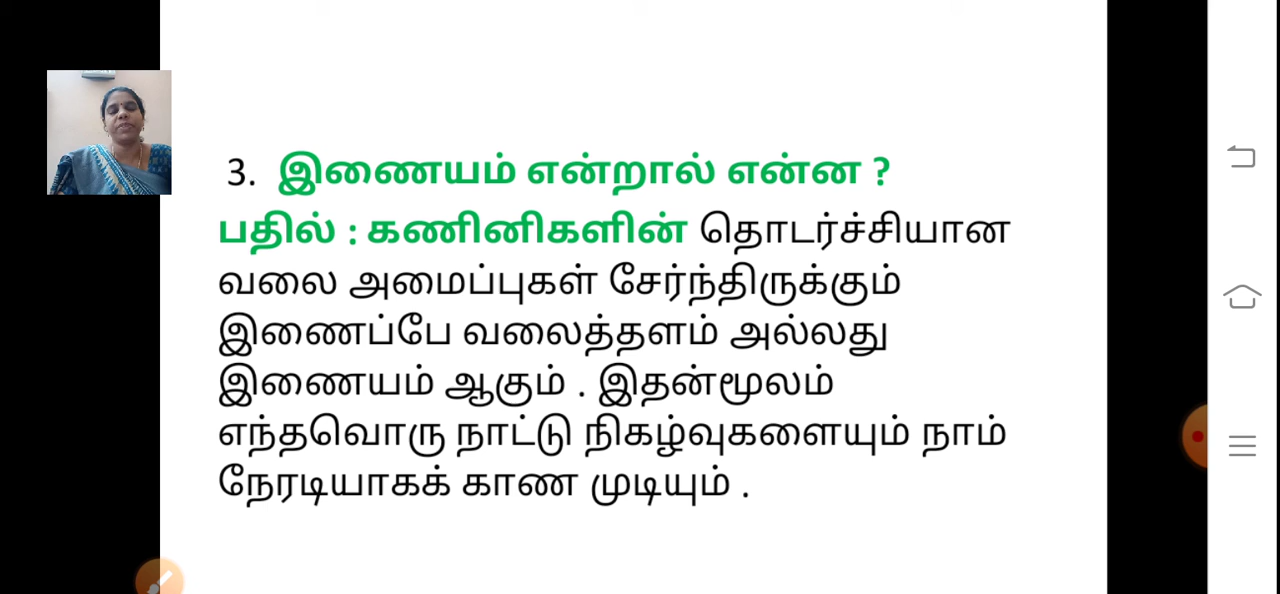 3. இணையம் என்றால் என்ன ?
பதில் : கணினிகளின் தொடர்ச்சியான
வலை அமைப்புகள் சேர்ந்திருக்கும்
இணைப்பே வலைத்தளம் அல்லது
இணையம் ஆகும் . இதன்மூலம்
எந்தவொரு நாட்டு நிகழ்வுகளையும் நாம்
நேரடியாகக் காண முடியும் .